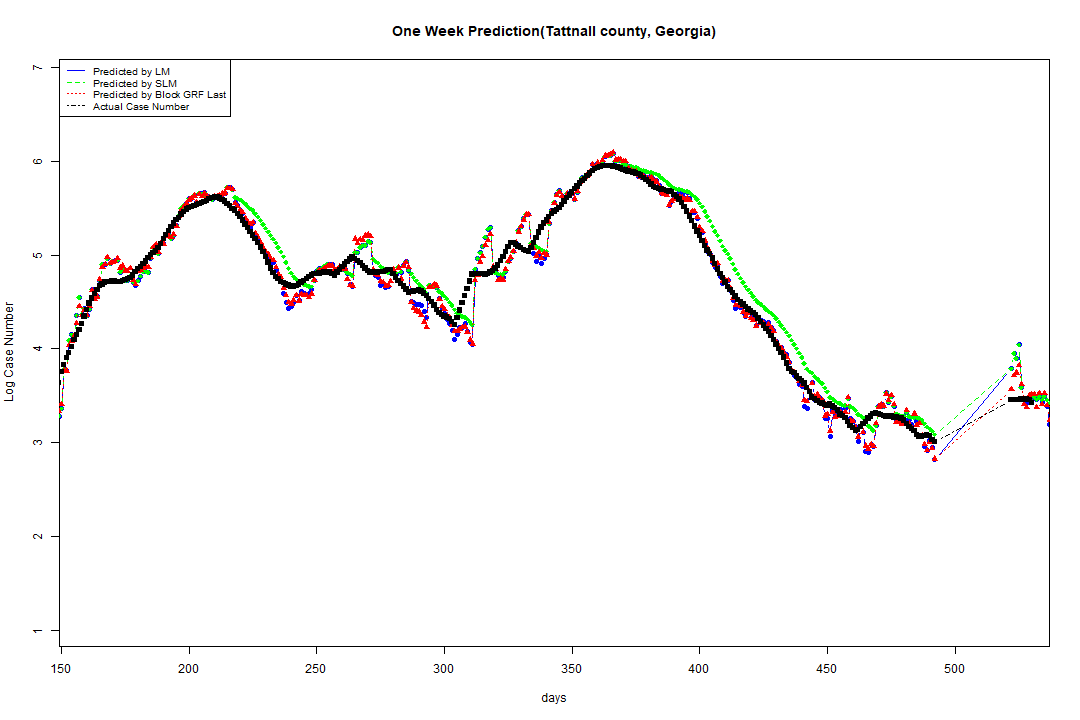 One Week Prediction(Tattnall county, Georgia)
Predicted by LM
Predicted by SLM
Predicted by Block GRF Last
Actual Case Number
7
6
5
4
3
2
1
Log Case Number
150 200 250 300 350 400 450 500
days